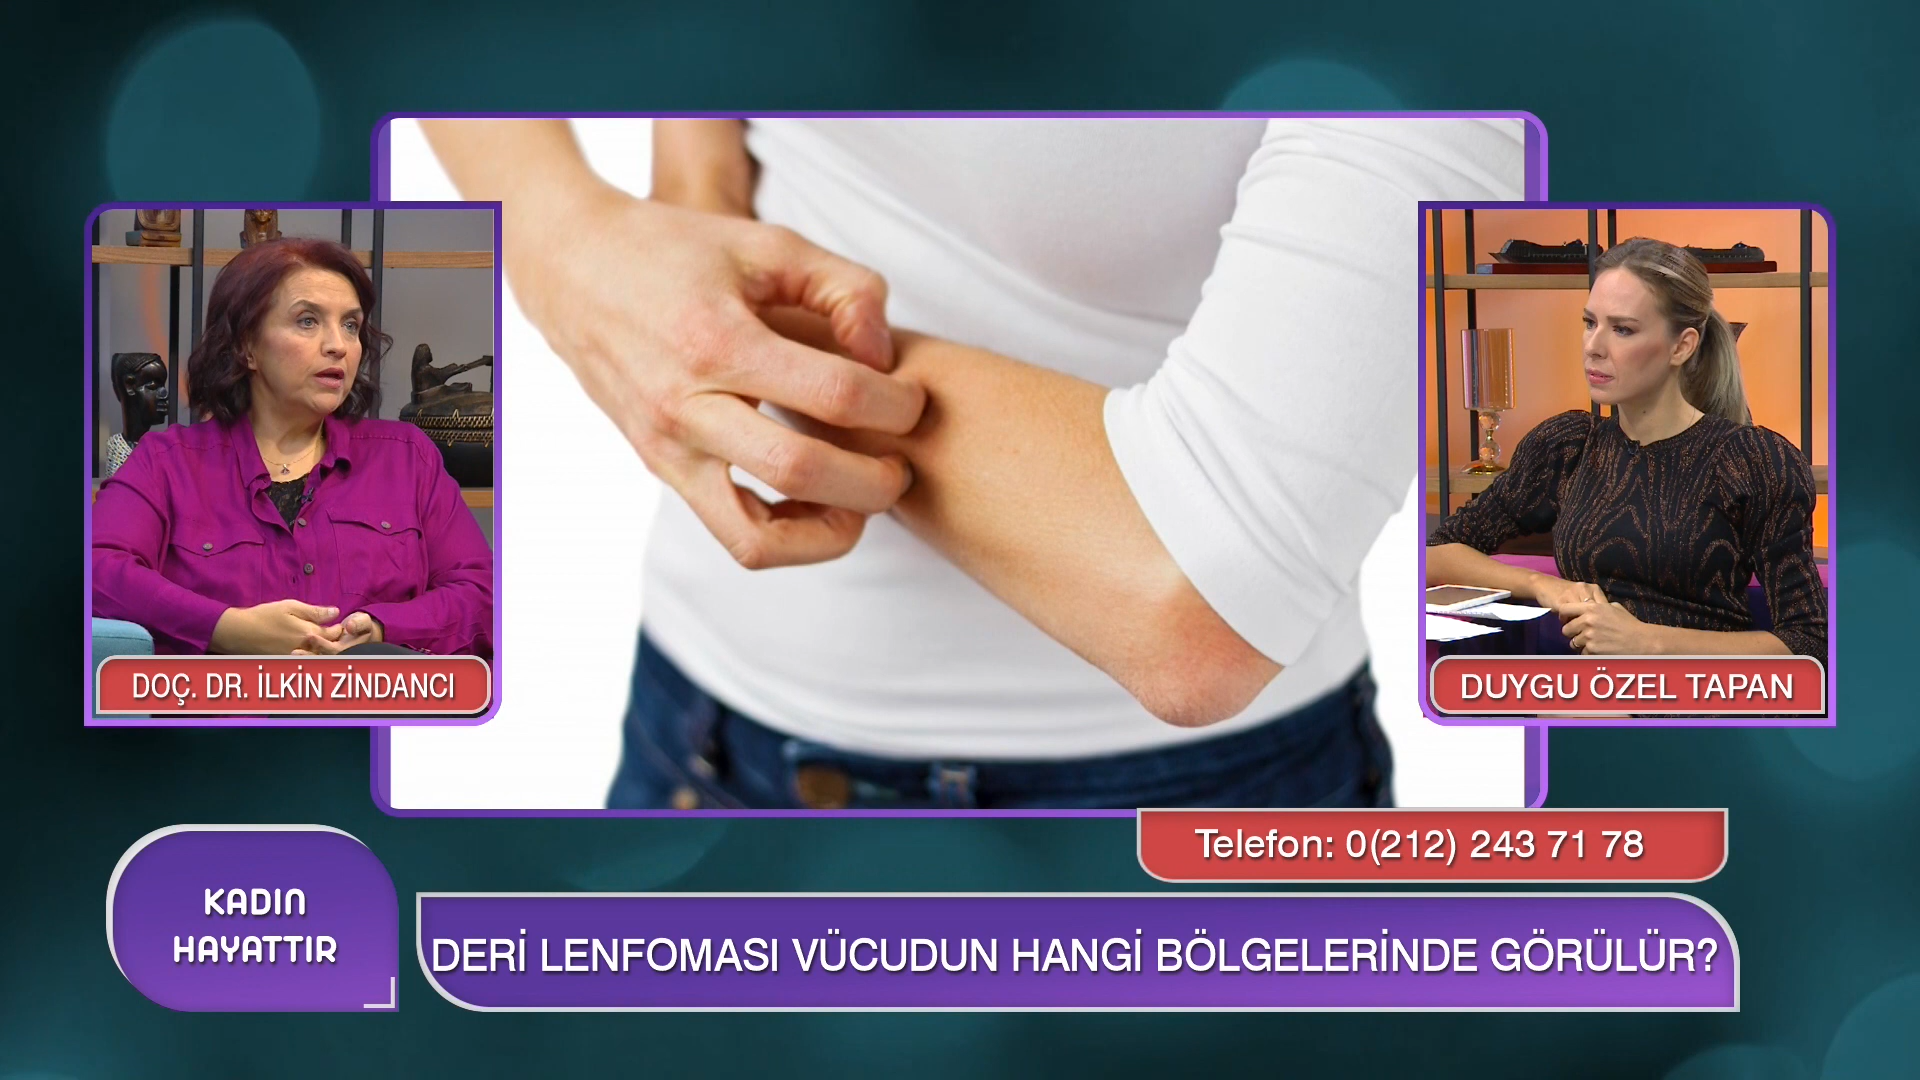 DOÇ. DR. İLKİN ZİNDANCI
DUYGU ÖZEL TAPAN
Telefon: 0(212) 243 71 78
KADIN
HAYATTIR
DERİ LENFOMASI VÜCUDUN HANGİ BÖLGELERİNDE GÖRÜLÜR?